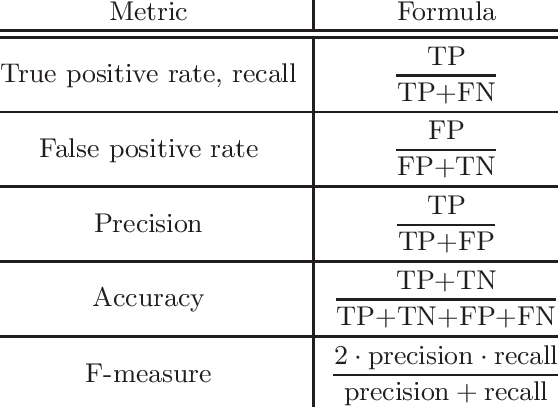 Metric Formula
True positive rate, recall TP/TP+FN
False positive rate FP/FP+TN
Precision TP/TP+FP
Accuracy TP+TN/TP+TN+FP+FN
F-measure 2 · precision · recall/precision + recall